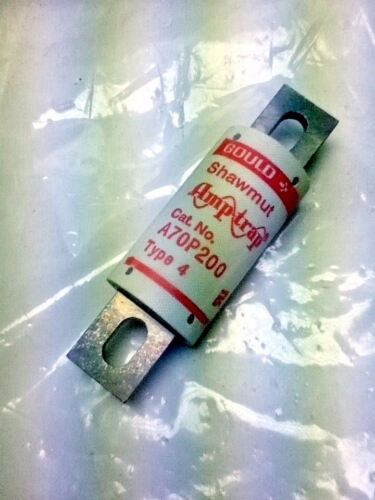 GOULD
Shawmut
Amp-trap
Cat. No.
A70P200
Type 4